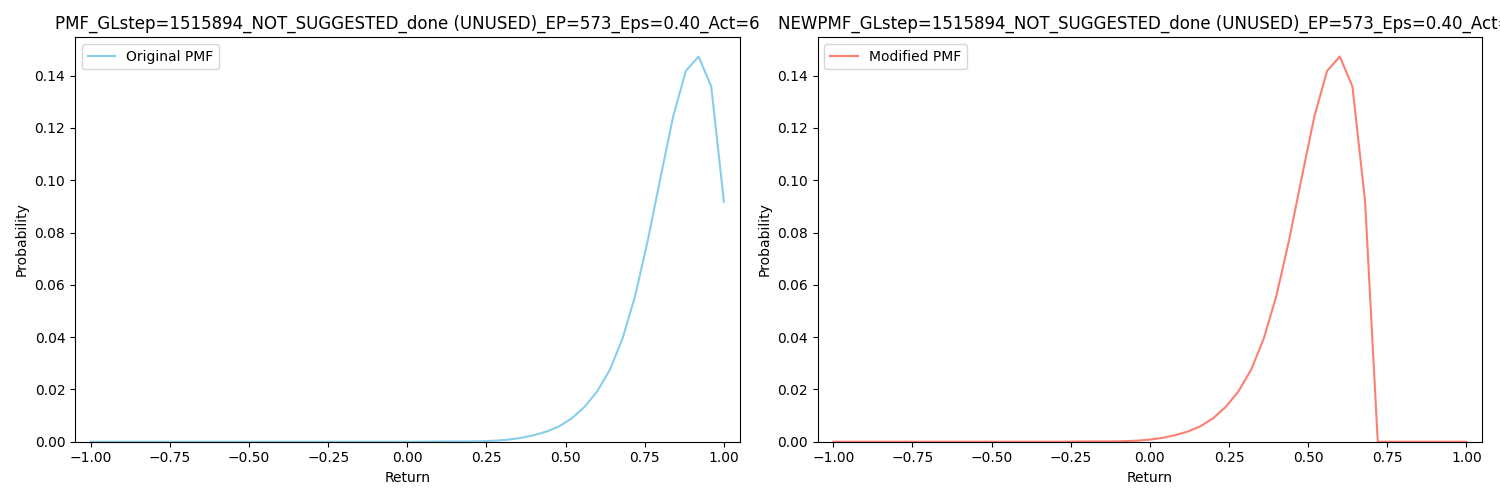 PMF_GLstep=1515894_NOT_SUGGESTED_done (UNUSED)_EP=573_Eps=0.40_Act=6
NEWPMF_GLstep=1515894_NOT_SUGGESTED_done (UNUSED)_EP=573_Eps=0.40_Act=
Original PMF
0.14
0.12
0.10
0.08
0.06
0.04
0.02
0.00
Probability
−1.00 −0.75 −0.50 −0.25 0.00 0.25 0.50 0.75 1.00
Return
Modified PMF
0.14
0.12
0.10
0.08
0.06
0.04
0.02
0.00
Probability
−1.00 −0.75 −0.50 −0.25 0.00 0.25 0.50 0.75 1.00
Return